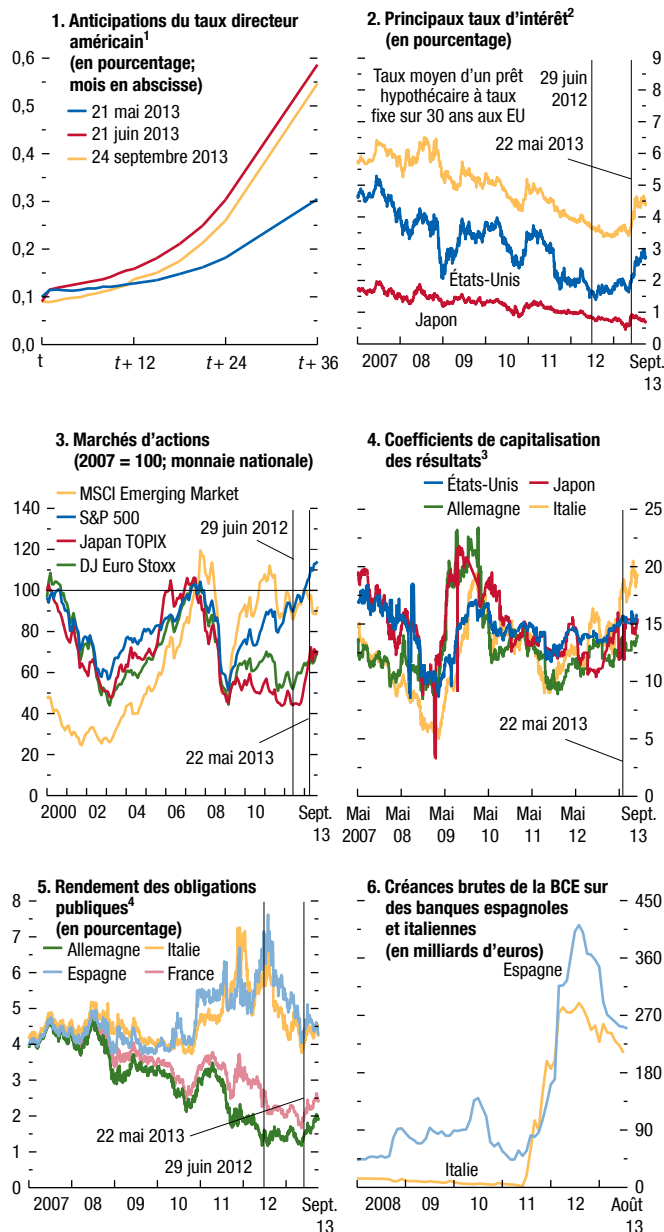 1. Anticipations du taux directeur
américain1
(en pourcentage;
mois en abscisse)
21 mai 2013
21 juin 2013
24 septembre 2013
0,6
0,5
0,4
0,3
0,2
0,1
0,0
t
t + 12
t + 24
t + 36
2. Principaux taux d'intérêt2
(en pourcentage)
Taux moyen d'un prêt
hypothécaire à taux
fixe sur 30 ans aux EU
29 juin
2012
22 mai 2013
États-Unis
Japon
9
8
7
6
5
4
3
2
1
0
2007 08 09 10 11 12 Sept.
13
3. Marchés d'actions
(2007 = 100; monnaie nationale)
MSCI Emerging Market
S&P 500
Japan TOPIX
DJ Euro Stoxx
29 juin 2012
22 mai 2013
140
120
100
80
60
40
20
0
2000 02 04 06 08 10 Sept.
13
4. Coefficients de capitalisation
des résultats3
États-Unis
Japon
Allemagne
Italie
22 mai 2013
25
20
15
10
5
0
Mai Mai Mai Mai Mai Mai Sept.
2007 08 09 10 11 12 13
5. Rendement des obligations
publiques4
(en pourcentage)
Allemagne
Italie
Espagne
France
22 mai 2013
29 juin 2012
8
7
6
5
4
3
2
1
0
2007 08 09 10 11 12 Sept.
13
6. Créances brutes de la BCE sur
des banques espagnoles
et italiennes
(en milliards d'euros)
Espagne
Italie
450
360
270
180
90
0
2008 09 10 11 12 Août
13